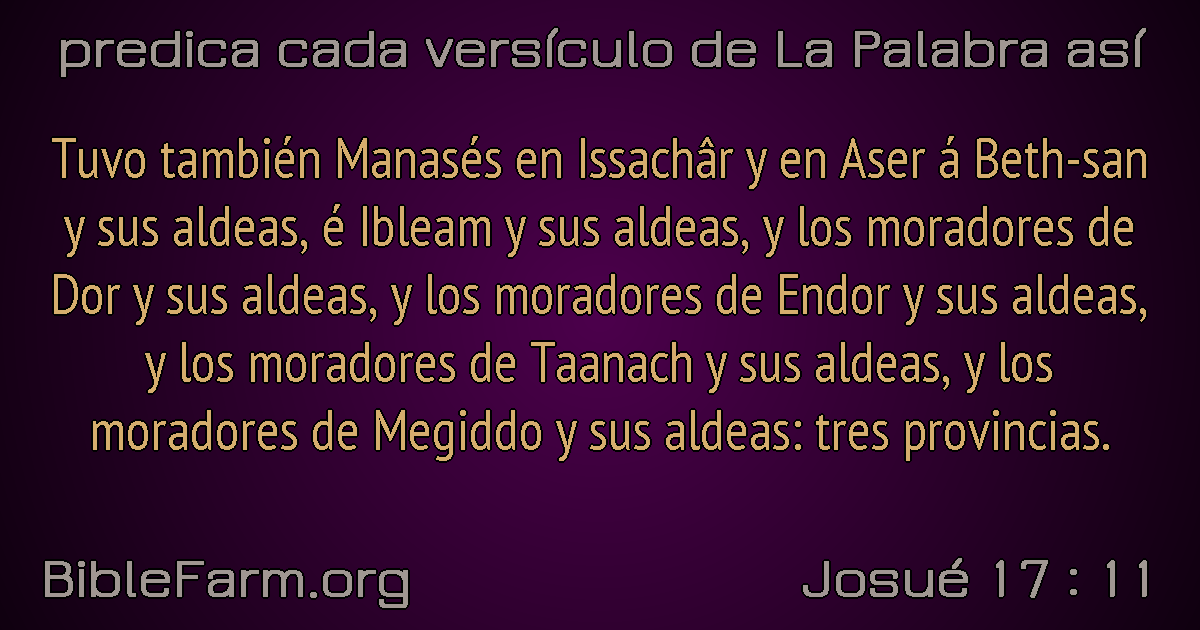 predica cada versículo de La Palabra así
Tuvo también Manasés en Issachâr y en Aser á Beth-san
y sus aldeas, é Ibleam y sus aldeas, y los moradores de
Dor y sus aldeas, y los moradores de Endor y sus aldeas,
y los moradores de Taanach y sus aldeas, y los
moradores de Megiddo y sus aldeas: tres provincias.
BibleFarm.org
Josué 17 : 11